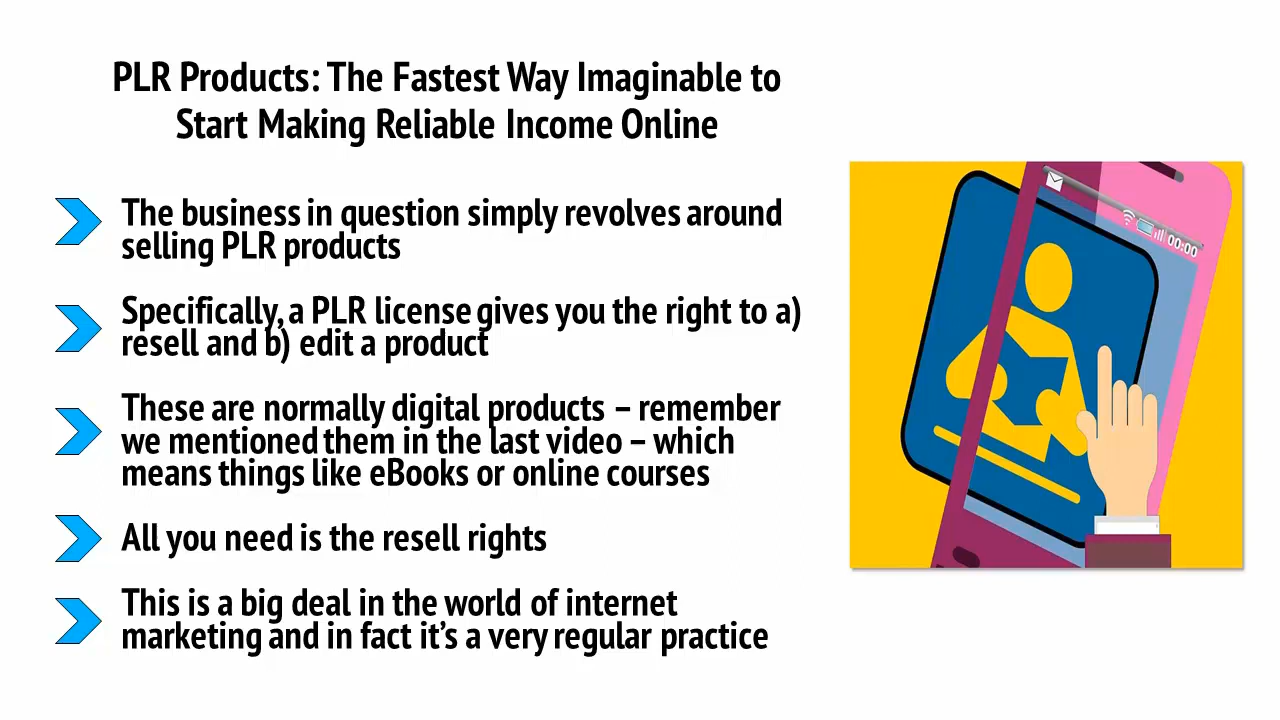 PLR Products: The Fastest Way Imaginable to
Start Making Reliable Income Online
The business in question simply revolves around
selling PLR products
Specifically, a PLR license gives you the right to a)
resell and b) edit a product
These are normally digital products – remember
we mentioned them in the last video – which
means things like eBooks or online courses
All you need is the resell rights
This is a big deal in the world of internet
marketing and in fact it's a very regular practice
00:00